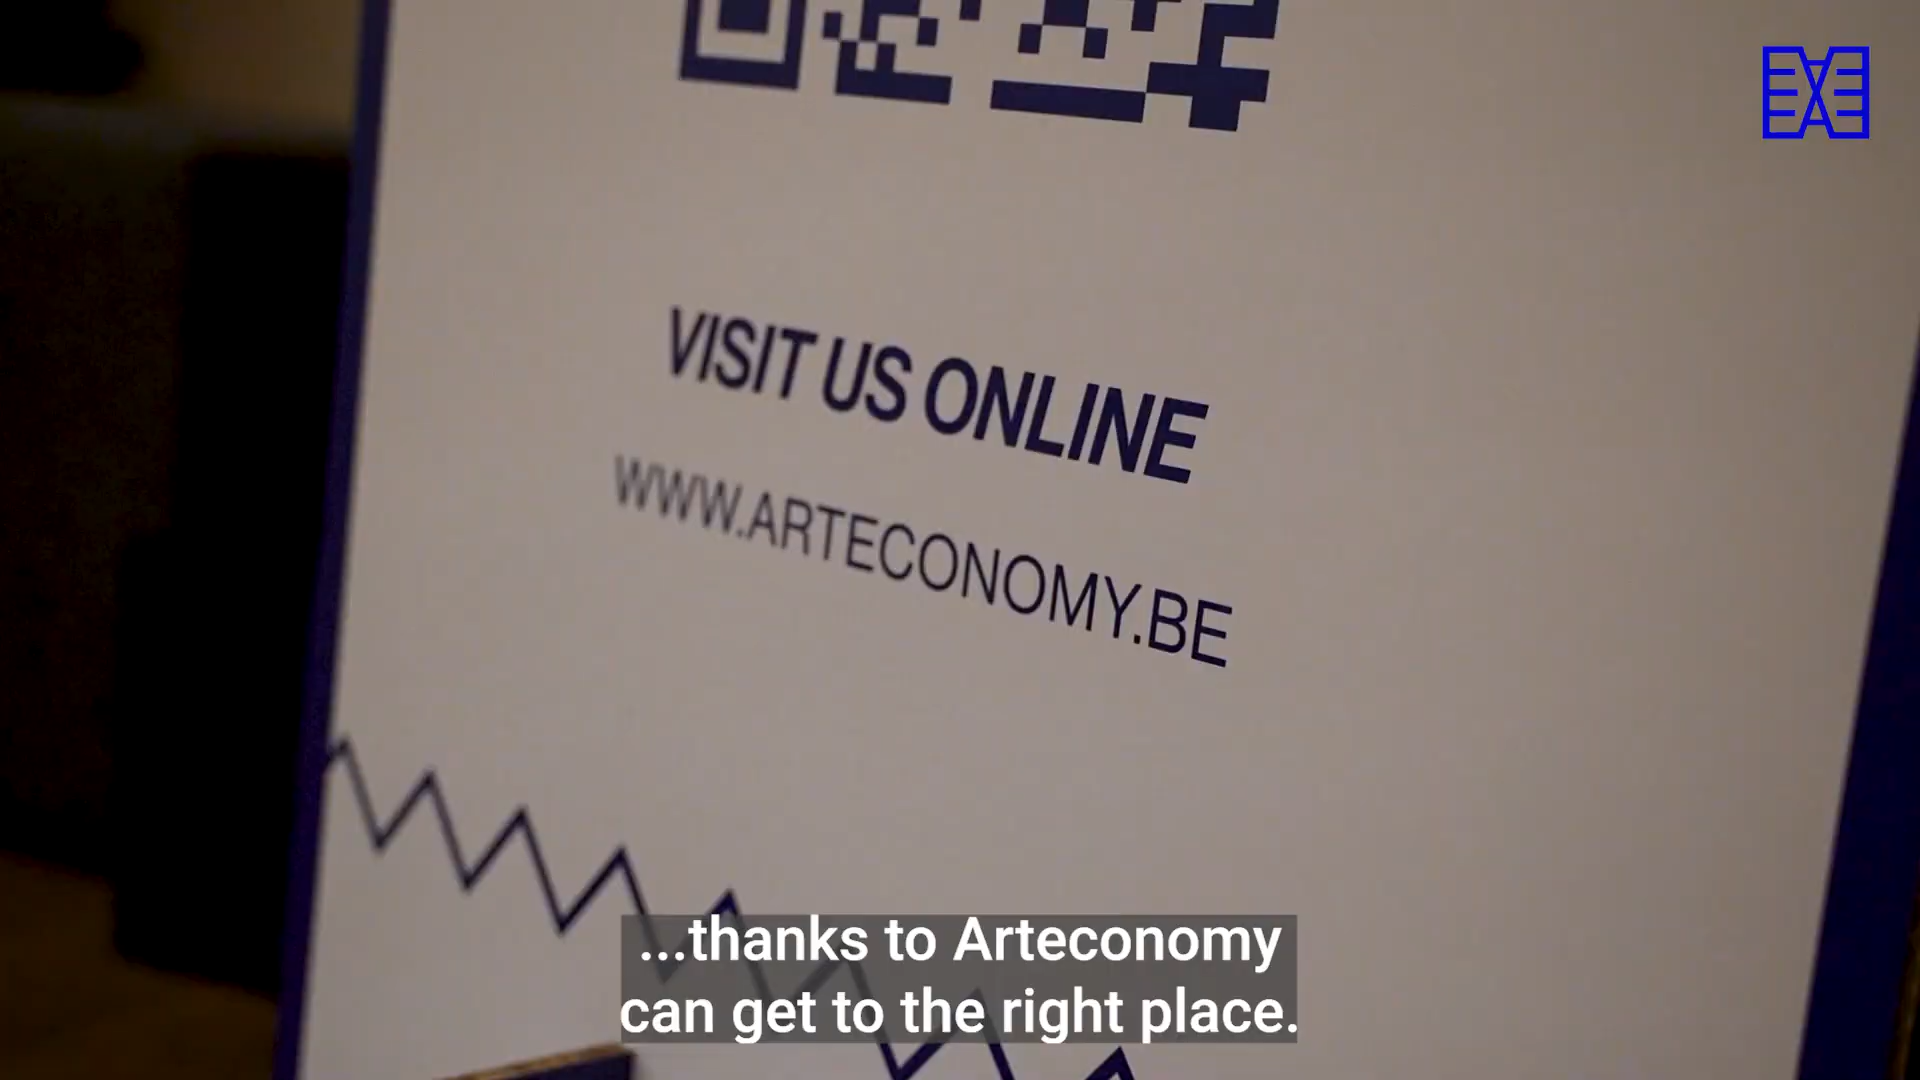 VISIT US ONLINE
WWW.ARTECONOMY.BE
...thanks to Arteconomy
can get to the right place.